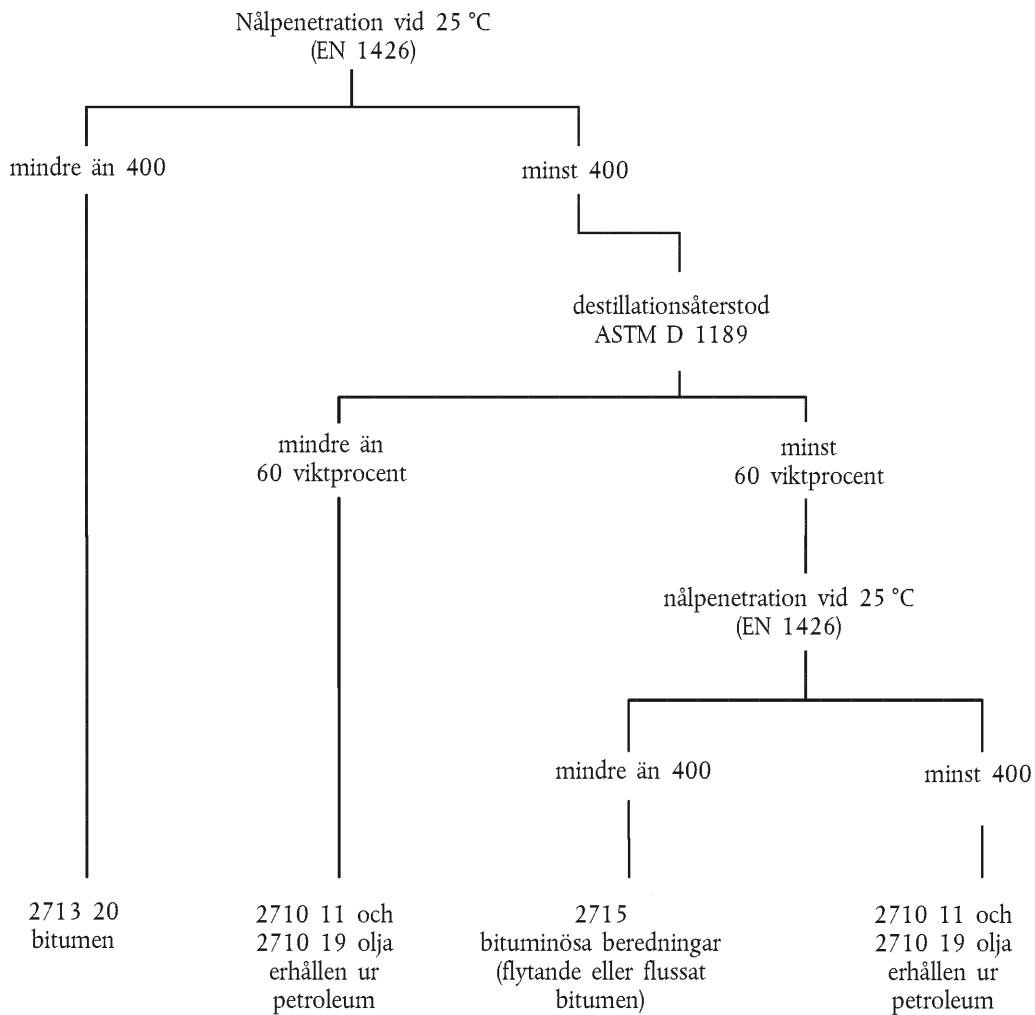 Nålpenetration vid 25 °C
(EN 1426)
mindre än 400
minst 400
destillationsåterstod
ASTM D 1189
mindre än
60 viktprocent
minst
60 viktprocent
nålpenetration vid 25 °C
(EN 1426)
mindre än 400
minst 400
2713 20
bitumen
2710 11 och
2710 19 olja
erhållen ur
petroleum
2715
bituminösa beredningar
(flytande eller flussat
bitumen)
2710 11 och
2710 19 olja
erhållen ur
petroleum